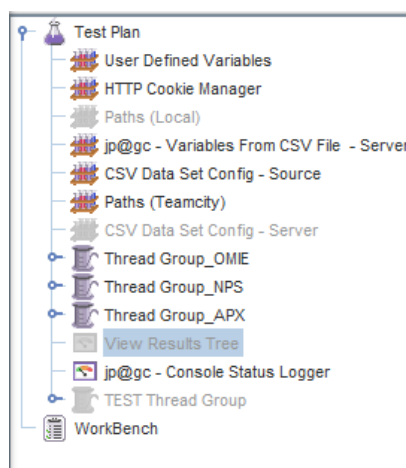 Test Plan
User Defined Variables
HTTP Cookie Manager
Paths (Local)
jp@gc - Variables From CSV File - Server
CSV Data Set Config - Source
Paths (Teamcity)
CSV Data Set Config - Server
Thread Group_OMIE
Thread Group_NPS
Thread Group_APX
View Results Tree
jp@gc - Console Status Logger
TEST Thread Group
WorkBench